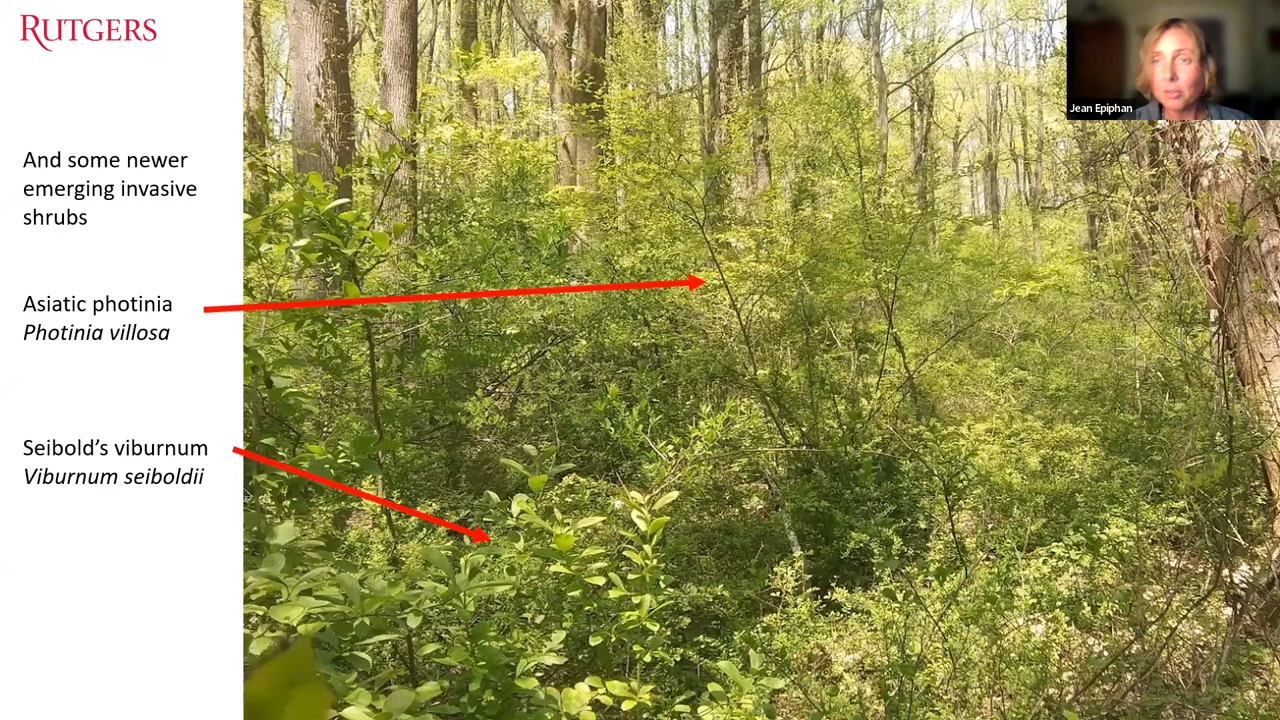 RUTGERS
Jean Epiphan
And some newer
emerging invasive
shrubs
Asiatic photinia
Photinia villosa
Seibold's viburnum
Viburnum seiboldii